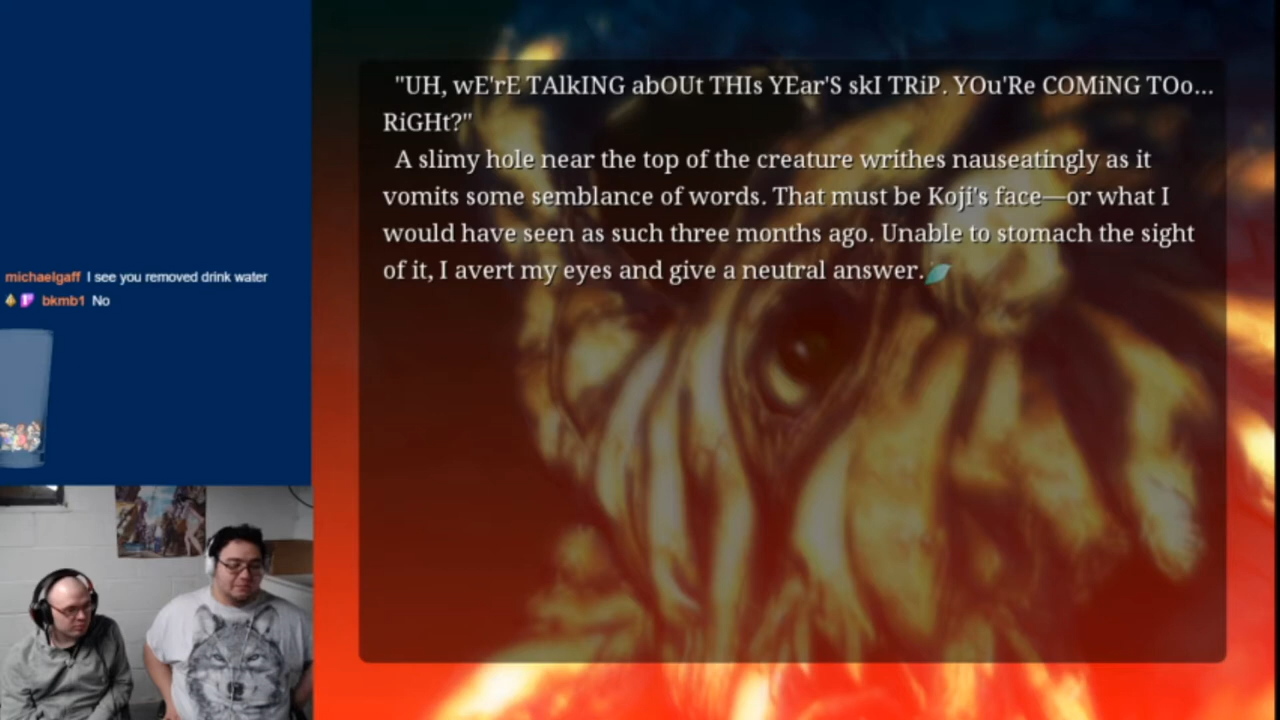 "UH, wE'rE TAlkING abOUt THIs YEar'S skI TRiP. YOu'Re COMiNG TOo...
RiGHt?"
A slimy hole near the top of the creature writhes nauseatingly as it
vomits some semblance of words. That must be Koji's face—or what I
would have seen as such three months ago. Unable to stomach the sight
of it, I avert my eyes and give a neutral answer.
michaelgaff I see you removed drink water
bkmb1 No